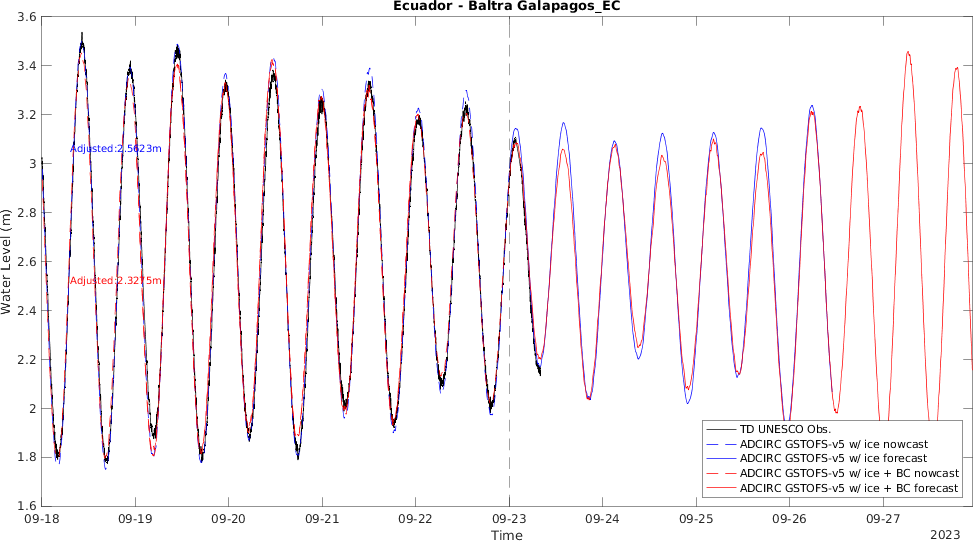 Ecuador - Baltra Galapagos_EC
3.6
3.4
3.2
3
2.8
2.6
2.4
2.2
2
1.8
1.6
Water Level (m)
Adjusted:2.5623m
Adjusted:2.3275m
TD UNESCO Obs.
ADCIRC GSTOFS-v5 w/ ice nowcast
ADCIRC GSTOFS-v5 w/ ice forecast
ADCIRC GSTOFS-v5 w/ ice + BC nowcast
ADCIRC GSTOFS-v5 w/ ice + BC forecast
09-18 09-19 09-20 09-21 09-22 09-23 09-24 09-25 09-26 09-27
Time
2023